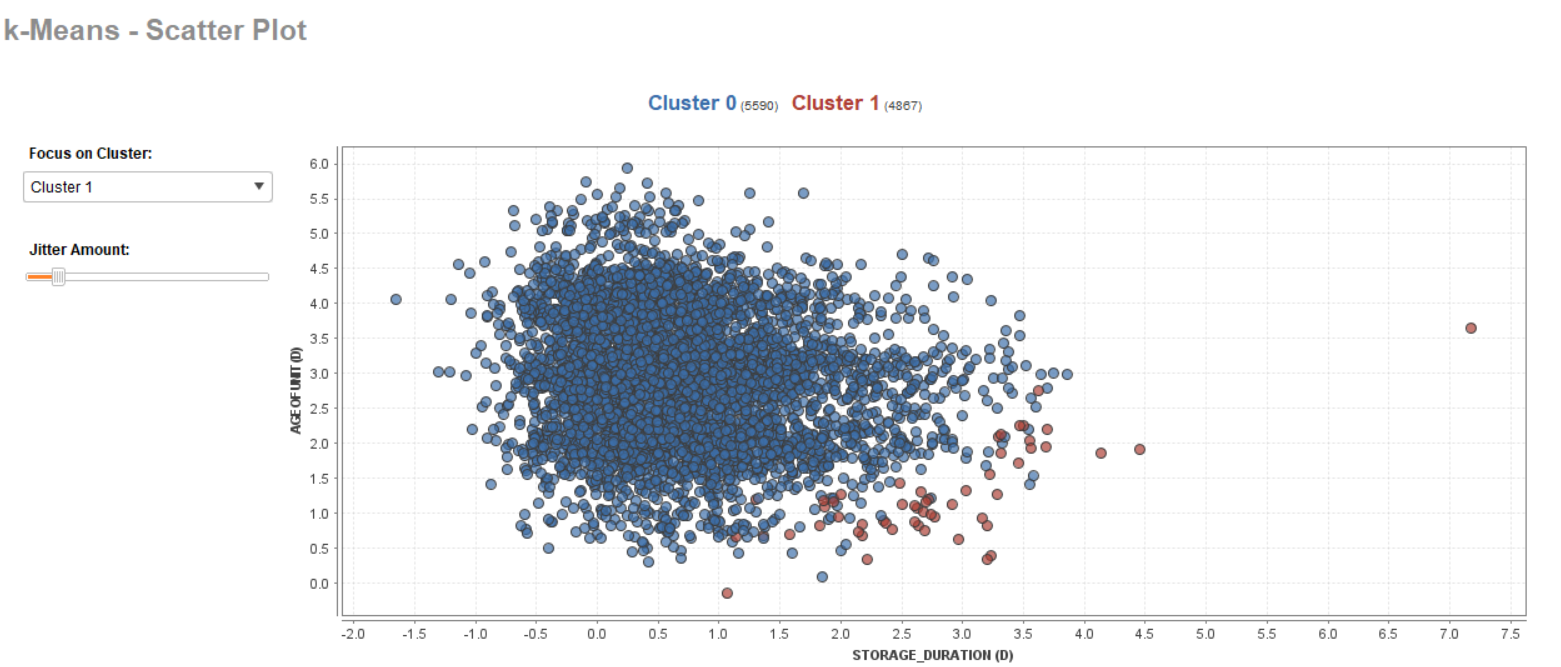 k-Means - Scatter Plot
Cluster 0 (5590) Cluster 1 (4867)
Focus on Cluster:
Cluster 1
Jitter Amount:
AGEOFUNIT (D)
6.0
5.5
5.0
4.5
4.0
3.5
3.0
2.5
2.0
1.5
1.0
0.5
0.0
-2.0 -1.5 -1.0 -0.5 0.0 0.5 1.0 1.5 2.0 2.5 3.0 3.5 4.0 4.5 5.0 5.5 6.0 6.5 7.0 7.5
STORAGE_DURATION (D)